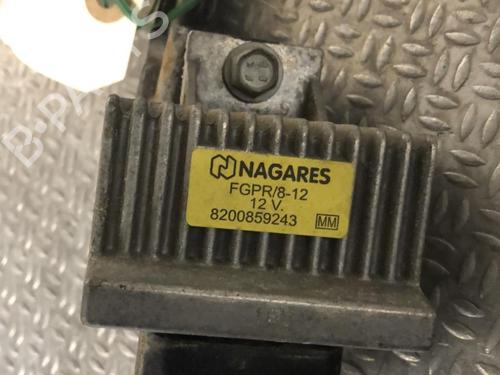 NAGARES
FGPR/8-12
12 V.
8200859243
MM
B-PARTS